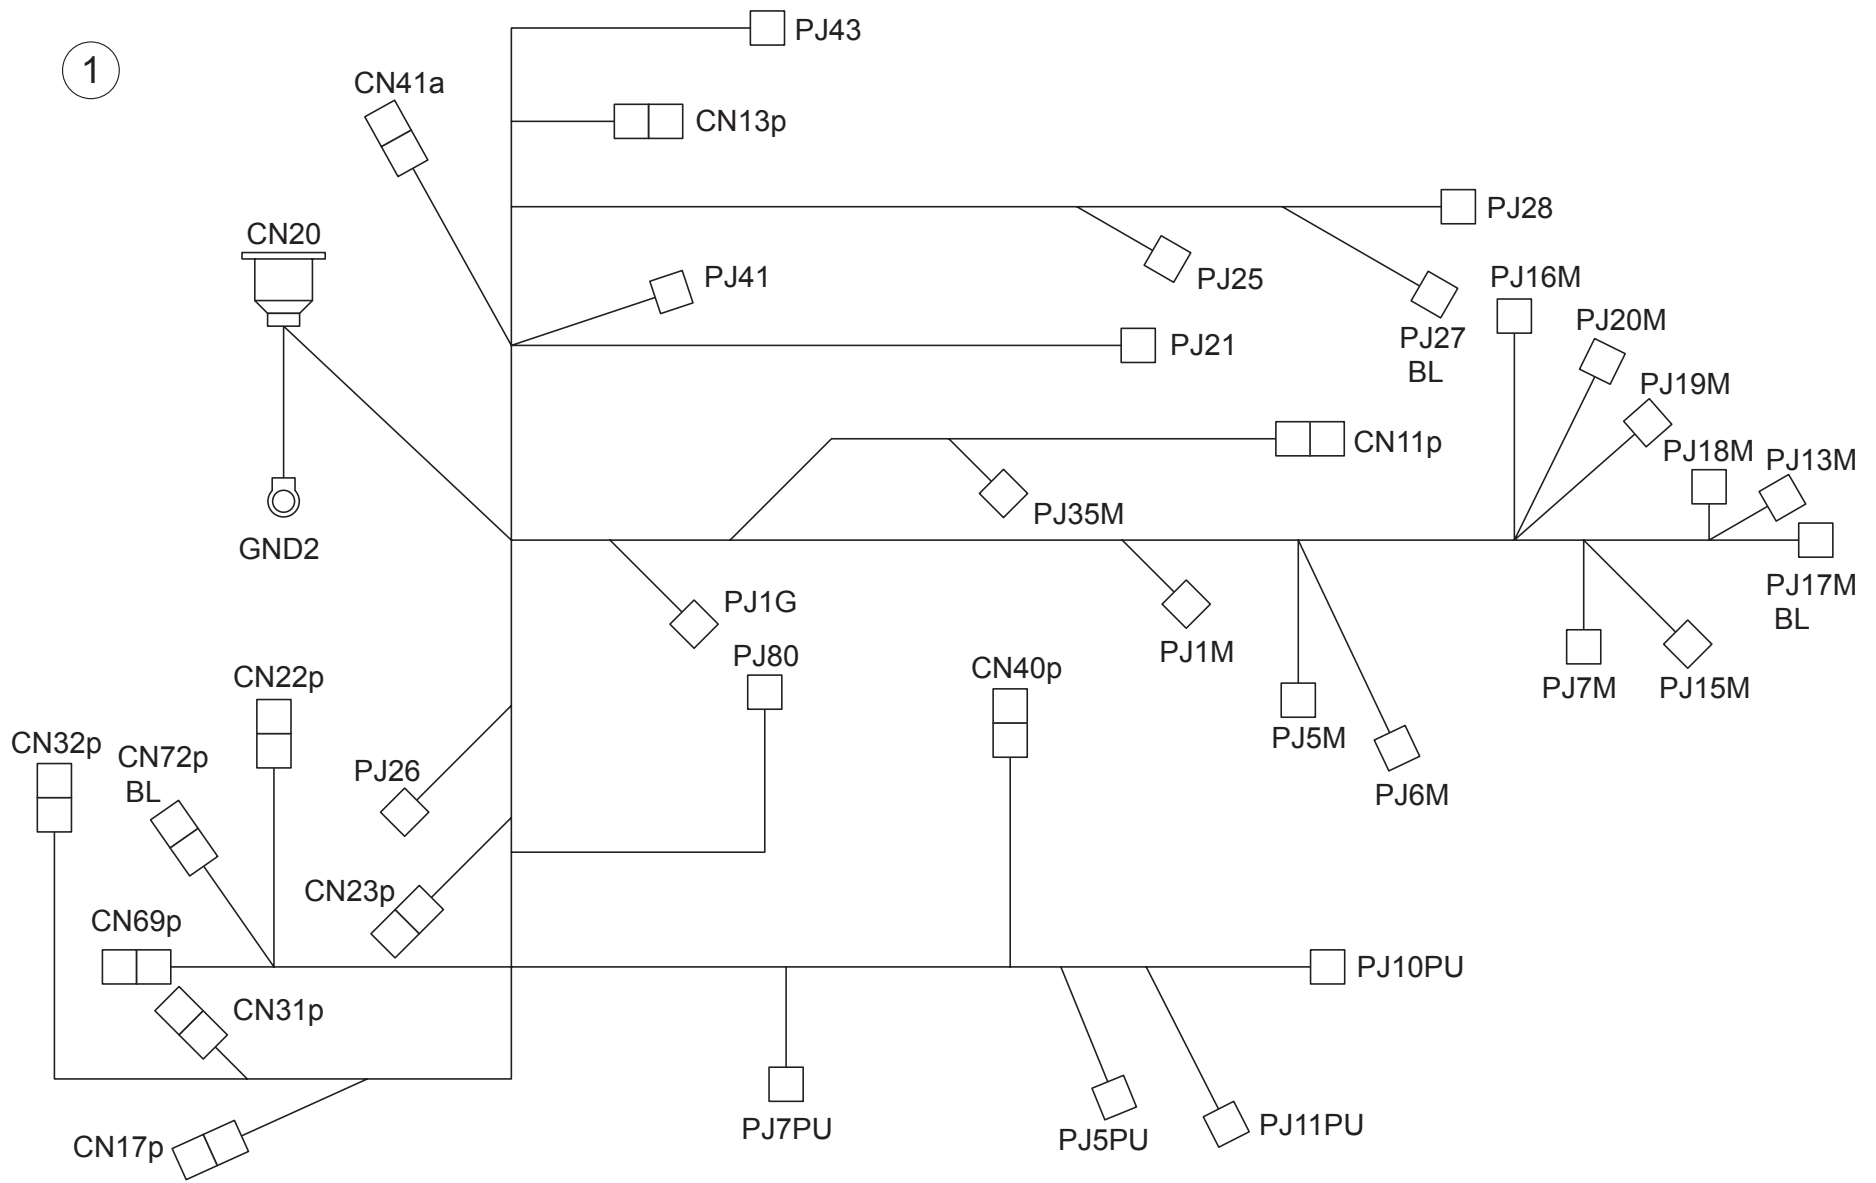 1
PJ43
CN41a
CN13p
PJ28
CN20
PJ41
PJ25
PJ16M
PJ20M
PJ21
PJ27
BL
PJ19M
CN11p
PJ18M
PJ13M
PJ35M
GND2
PJ1G
PJ17M
BL
PJ1M
PJ80
CN40p
CN22p
PJ7M
PJ15M
PJ5M
CN32p
CN72p
BL
PJ26
PJ6M
CN23p
CN69p
PJ10PU
CN31p
CN17p
PJ7PU
PJ5PU
PJ11PU